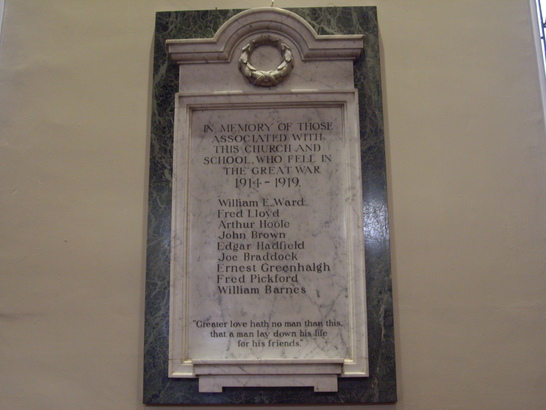 IN MEMORY OF THOSE
ASSOCIATED WITH
THIS CHURCH AND
SCHOOL, WHO FELL IN
THE GREAT WAR
1914-1919.
William E. Ward.
Fred Lloyd
Arthur Hoole
John Brown
Edgar Hadfield
Joe Braddock
Ernest Greenhalgh
Fred Pickford
William Barnes
"Greater love hath no man than this,
that a man lay down his life
for his friends."